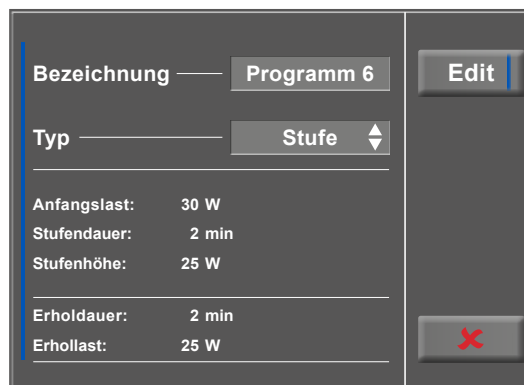 Bezeichnung Programm 6
Edit
Typ Stufe
Anfangslast: 30 W
Stufendauer: 2 min
Stufenhöhe: 25 W
Erholdauer: 2 min
Erhollast: 25 W